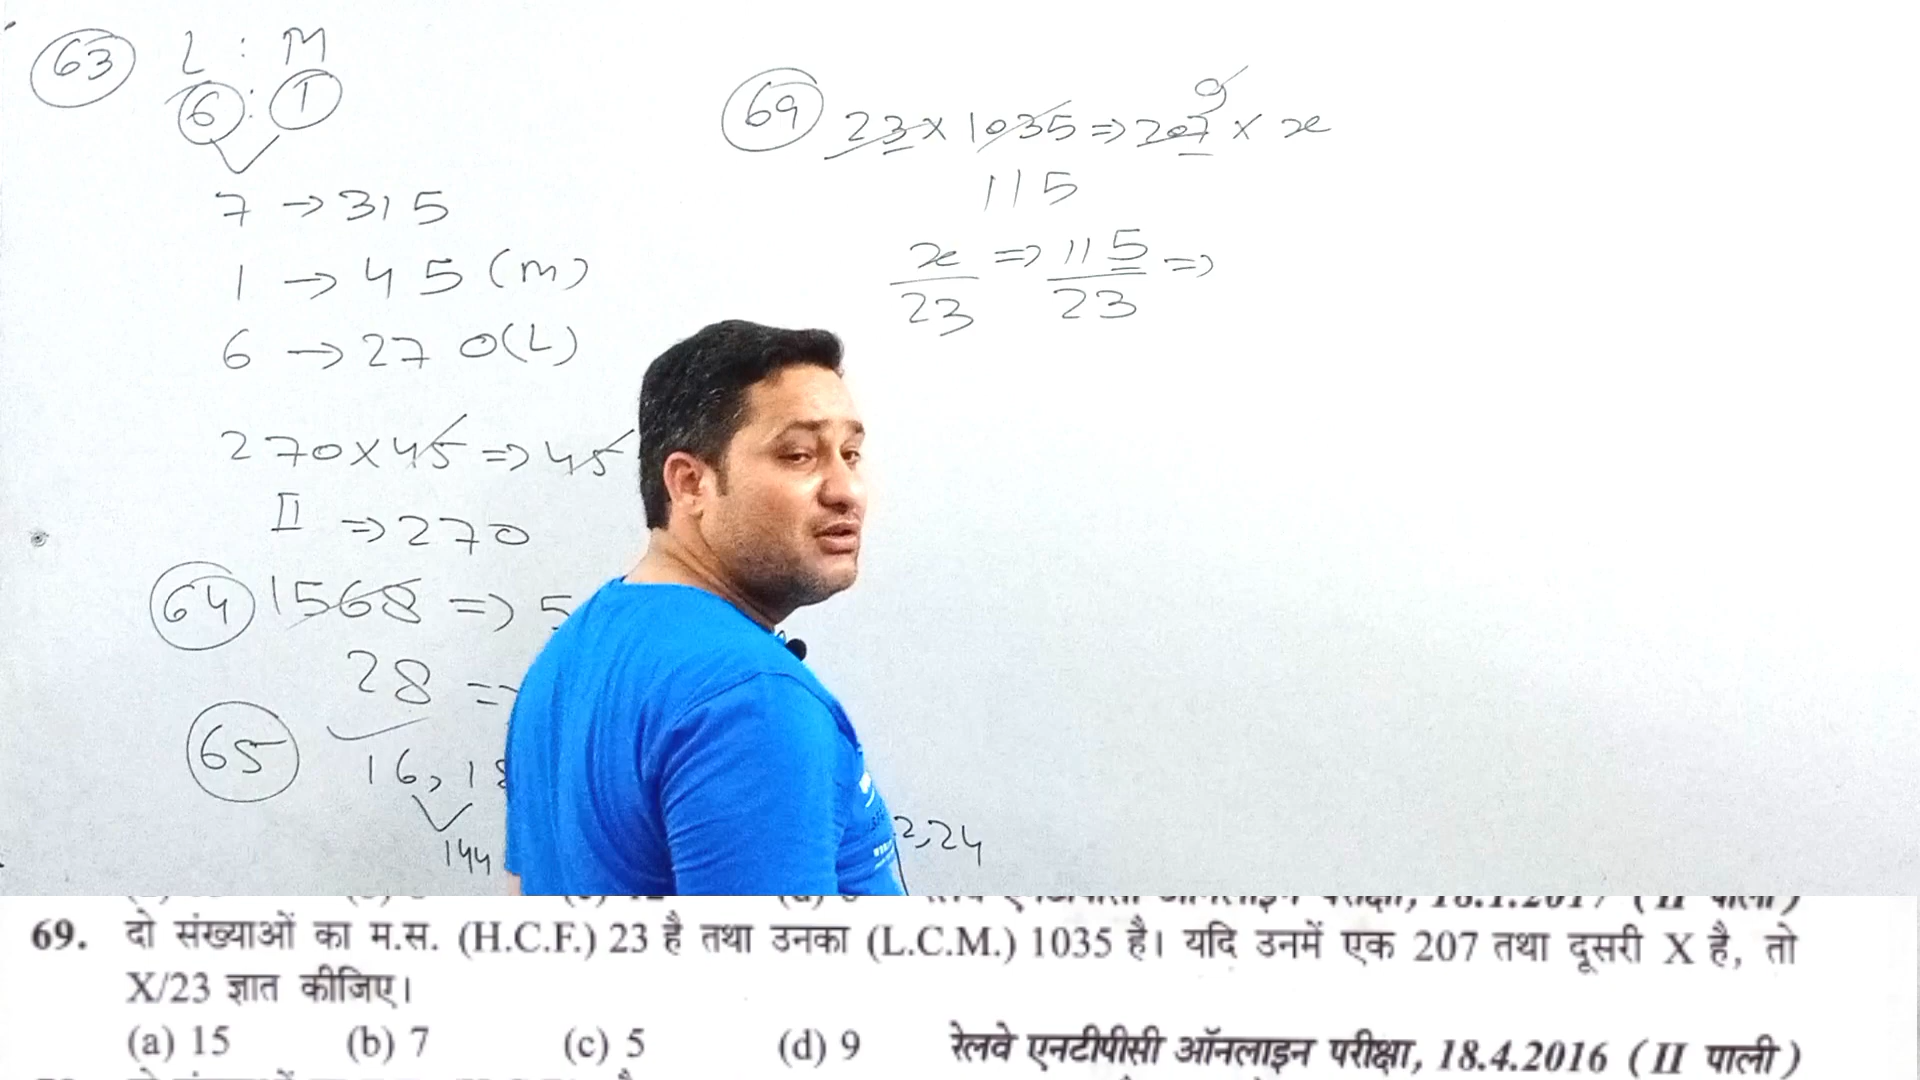 63 L : M
6 : 1
7 → 315
1 → 45 (m)
6 → 270(L)
270 x 45 ⇒ 45
II ⇒ 270
64 1568 ⇒ 5
28 =
65
16, 18
144
69 23 x 1035 ⇒ 207 x x
9
115
x/23 ⇒ 115/23 ⇒
2,24
69. दो संख्याओं का म.स. (H.C.F.) 23 है तथा उनका (L.C.M.) 1035 है। यदि उनमें एक 207 तथा दूसरी X है, तो
X/23 ज्ञात कीजिए।
(a) 15 (b) 7 (c) 5 (d) 9 रेलवे एनटीपीसी ऑनलाइन परीक्षा, 18.4.2016 (II पाली)